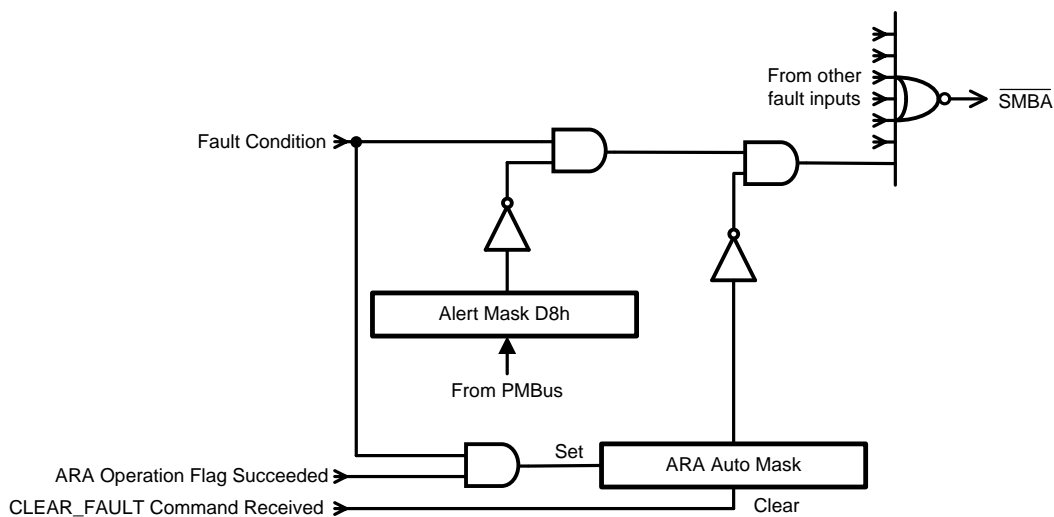 From other
fault inputs
SMBA
Fault Condition
Alert Mask D8h
From PMBus
Set
ARA Auto Mask
ARA Operation Flag Succeeded
CLEAR_FAULT Command Received
Clear